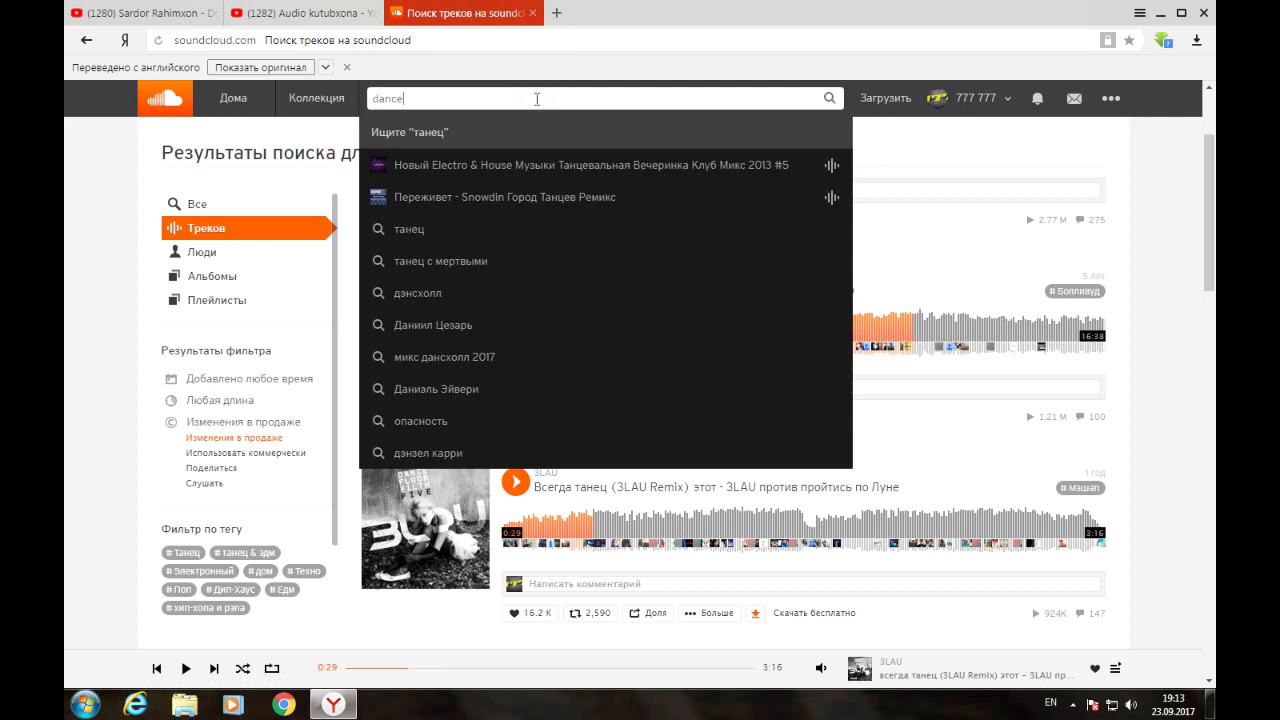 (1280) Sardor Rahimxon - D
(1282) Audio kutubxona - Yo
Поиск треков на soundcl
soundcloud.com Поиск треков на soundcloud
Переведено с английского
Показать оригинал
Дома
Коллекция
dance
Загрузить
777 777
Ищите "танец"
Новый Electro & House Музыки Танцевальная Вечеринка Клуб Микс 2013 #5
Переживет - Snowdin Город Танцев Ремикс
танец
танец с мертвыми
дэнсхолл
Даниил Цезарь
микс дансхолл 2017
Даниэль Эйвери
опасность
дэнзел карри
Результаты поиска дл
Все
Треков
Люди
Альбомы
Плейлисты
Результаты фильтра
Добавлено любое время
Любая длина
Изменения в продаже
Изменения в продаже
Использовать коммерчески
Поделиться
Слушать
Фильтр по тегу
# Танец
# танец & эдм
# Электронный
# дом
# Техно
# Поп
# Дип-Хаус
# Едм
# хип-хопа и рэпа
2.77 M
275
5 лет
# Болливуд
16:38
1,21 M
100
DANCE
FLOOR
FILTH
FIVE
3LAU
3LAU
1 год
Всегда танец (3LAU Remix) этот - 3LAU против пройтись по Луне
# Мэшап
0:29
3:16
Написать комментарий
16.2 K
2,590
Доля
Больше
Скачать бесплатно
924K
147
0:29
3:16
3LAU
всегда танец (3LAU Remix) этот – 3LAU пр...
EN
19:13
23.09.2017